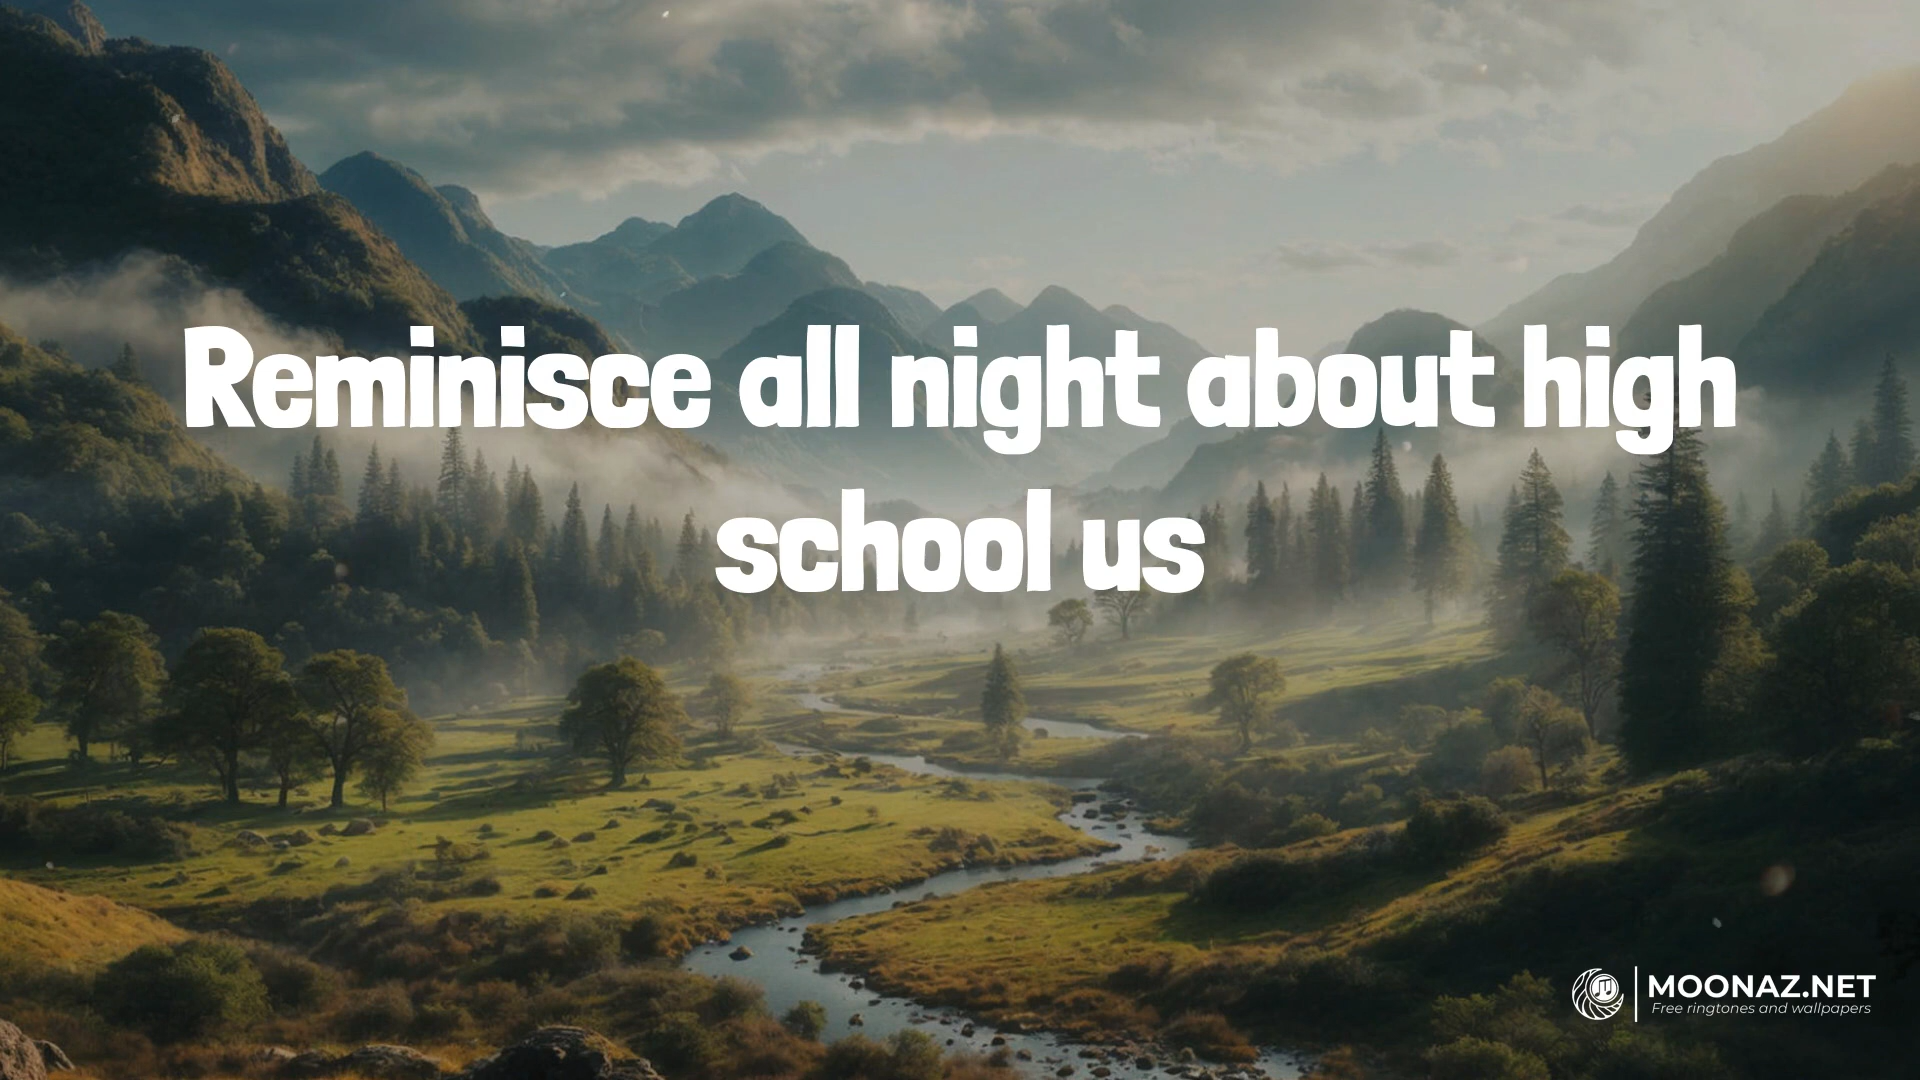 Reminisce all night about high
school us
MOONAZ.NET
Free ringtones and wallpapers